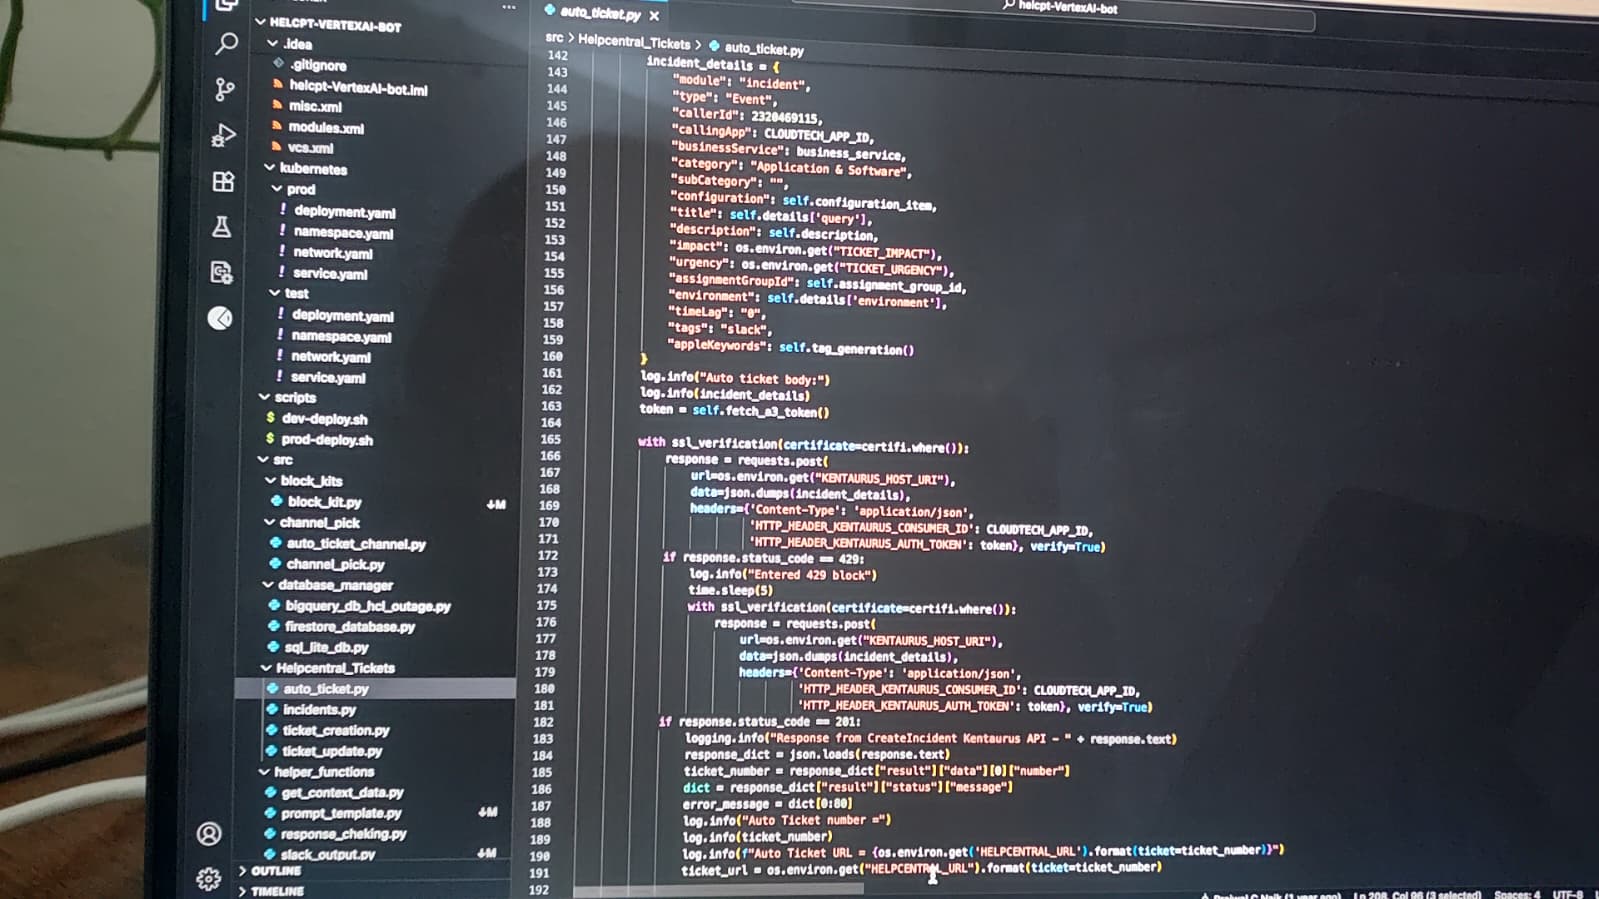 HELCPT-VERTEXAI-BOT
.idea
.gitignore
helcpt-VertexAI-bot.iml
misc.xml
modules.xml
vcs.xml
kubernetes
prod
deployment.yaml
namespace.yaml
network.yaml
service.yaml
test
deployment.yaml
namespace.yaml
network.yaml
service.yaml
scripts
dev-deploy.sh
prod-deploy.sh
src
block_kits
block_kit.py
channel_pick
auto_ticket_channel.py
channel_pick.py
database_manager
bigquery_db_hcl_outage.py
firestore_database.py
sql_lite_db.py
Helpcentral_Tickets
auto_ticket.py
incidents.py
ticket_creation.py
ticket_update.py
helper_functions
get_context_data.py
prompt_template.py
response_cheking.py
slack_output.py
OUTLINE
TIMELINE
helcpt-VertexAI-bot
auto_ticket.py
src > Helpcentral_Tickets > auto_ticket.py
142 incident_details = {
143 "module": "incident",
144 "type": "Event",
145 "callerId": 2320469115,
146 "callingApp": CLOUDTECH_APP_ID,
147 "businessService": business_service,
148 "category": "Application & Software",
149 "subCategory": "",
150 "configuration": self.configuration_item,
151 "title": self.details['query'],
152 "description": self.description,
153 "impact": os.environ.get("TICKET_IMPACT"),
154 "urgency": os.environ.get("TICKET_URGENCY"),
155 "assignmentGroupId": self.assignment_group_id,
156 "environment": self.details['environment'],
157 "timeLag": "0",
158 "tags": "slack",
159 "appleKeywords": self.tag_generation()
160 }
161 log.info("Auto ticket body:")
162 log.info(incident_details)
163 token = self.fetch_a3_token()
164
165 with ssl_verification(certificate=certifi.where()):
166 response = requests.post(
167 url=os.environ.get("KENTAURUS_HOST_URI"),
168 data=json.dumps(incident_details),
169 headers={'Content-Type': 'application/json',
170 'HTTP_HEADER_KENTAURUS_CONSUMER_ID': CLOUDTECH_APP_ID,
171 'HTTP_HEADER_KENTAURUS_AUTH_TOKEN': token}, verify=True)
172 if response.status_code == 429:
173 log.info("Entered 429 block")
174 time.sleep(5)
175 with ssl_verification(certificate=certifi.where()):
176 response = requests.post(
177 url=os.environ.get("KENTAURUS_HOST_URI"),
178 data=json.dumps(incident_details),
179 headers={'Content-Type': 'application/json',
180 'HTTP_HEADER_KENTAURUS_CONSUMER_ID': CLOUDTECH_APP_ID,
181 'HTTP_HEADER_KENTAURUS_AUTH_TOKEN': token}, verify=True)
182 if response.status_code == 201:
183 logging.info("Response from CreateIncident Kentaurus API - " + response.text)
184 response_dict = json.loads(response.text)
185 ticket_number = response_dict["result"]["data"][0]["number"]
186 dict = response_dict["result"]["status"]["message"]
187 error_message = dict[0:80]
188 log.info("Auto Ticket number =")
189 log.info(ticket_number)
190 log.info(f"Auto Ticket URL = {os.environ.get('HELPCENTRAL_URL').format(ticket=ticket_number)}")
191 ticket_url = os.environ.get("HELPCENTRAL_URL").format(ticket=ticket_number)
192
(1 year ago) Ln 208, Col 96 (3 selected) Spaces: 4 UTF-8